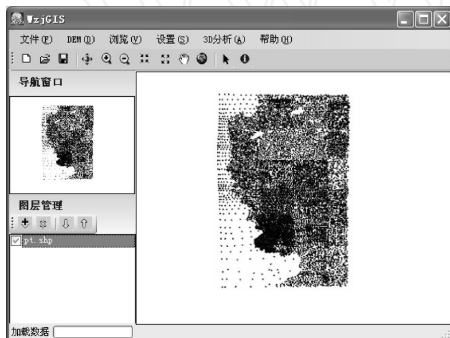 WzjGIS
文件(F) DEM(D) 浏览(V) 设置(S) 3D分析(A) 帮助(H)
导航窗口
图层管理
pt.shp
加载数据